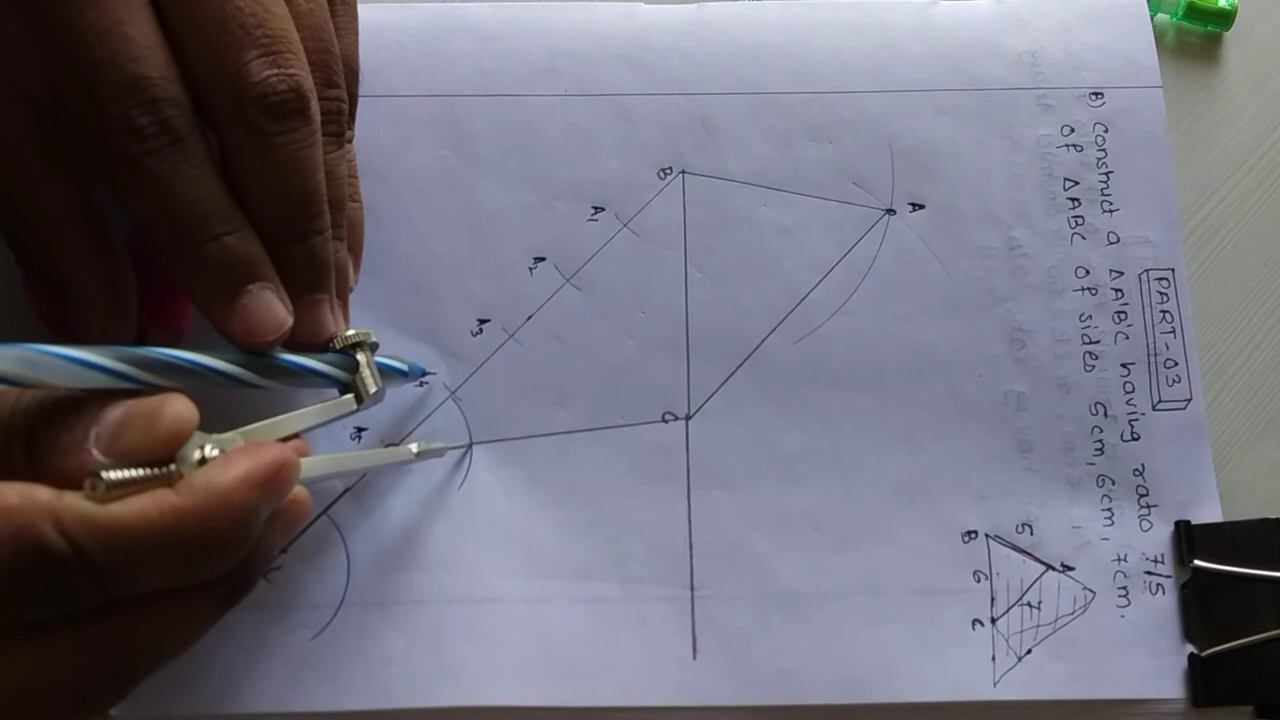 PART-03
B) Construct a ΔA'B'C having ratio 7/5
of ΔABC of sides 5cm, 6cm, 7cm.
A
5
7
B
6
C
A
B
C
A1
A2
A3
A5